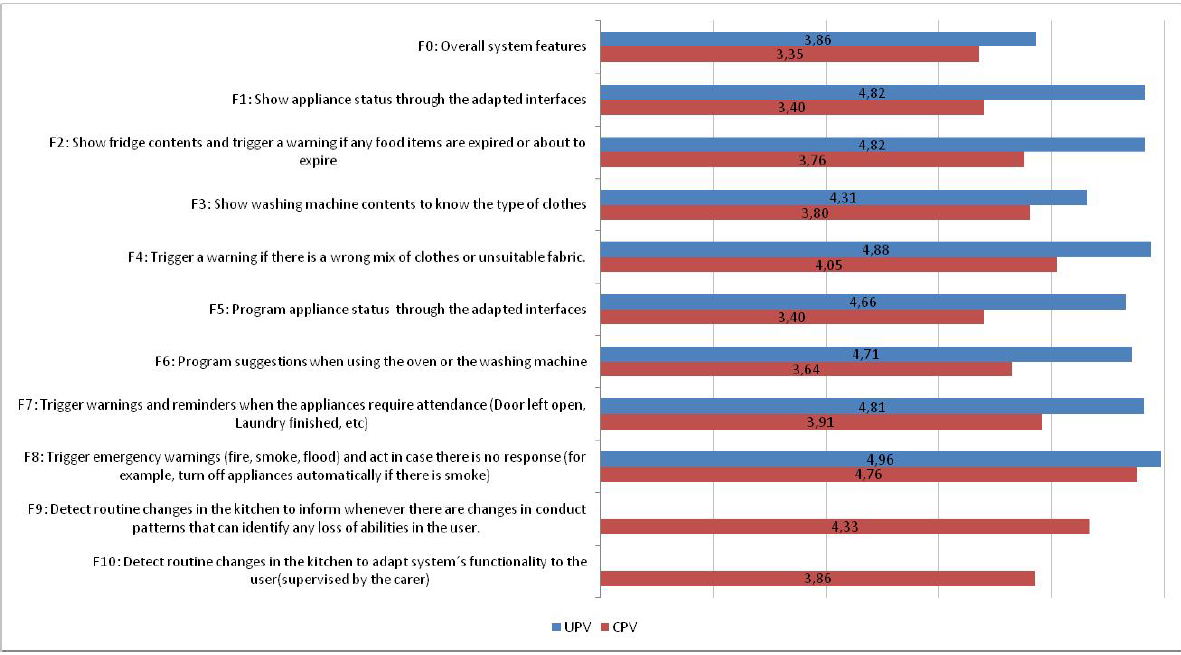 F0: Overall system features
3,86
3,35
F1: Show appliance status through the adapted interfaces
4,82
3,40
F2: Show fridge contents and trigger a warning if any food items are expired or about to
expire
4,82
3,76
F3: Show washing machine contents to know the type of clothes
4,31
3,80
F4: Trigger a warning if there is a wrong mix of clothes or unsuitable fabric.
4,88
4,05
F5: Program appliance status through the adapted interfaces
4,66
3,40
F6: Program suggestions when using the oven or the washing machine
4,71
3,64
F7: Trigger warnings and reminders when the appliances require attendance (Door left open,
Laundry finished, etc)
4,81
3,91
F8: Trigger emergency warnings (fire, smoke, flood) and act in case there is no response (for
example, turn off appliances automatically if there is smoke)
4,96
4,76
F9: Detect routine changes in the kitchen to inform whenever there are changes in conduct
patterns that can identify any loss of abilities in the user.
4,33
F10: Detect routine changes in the kitchen to adapt system´s functionality to the
user(supervised by the carer)
3,86
UPV CPV